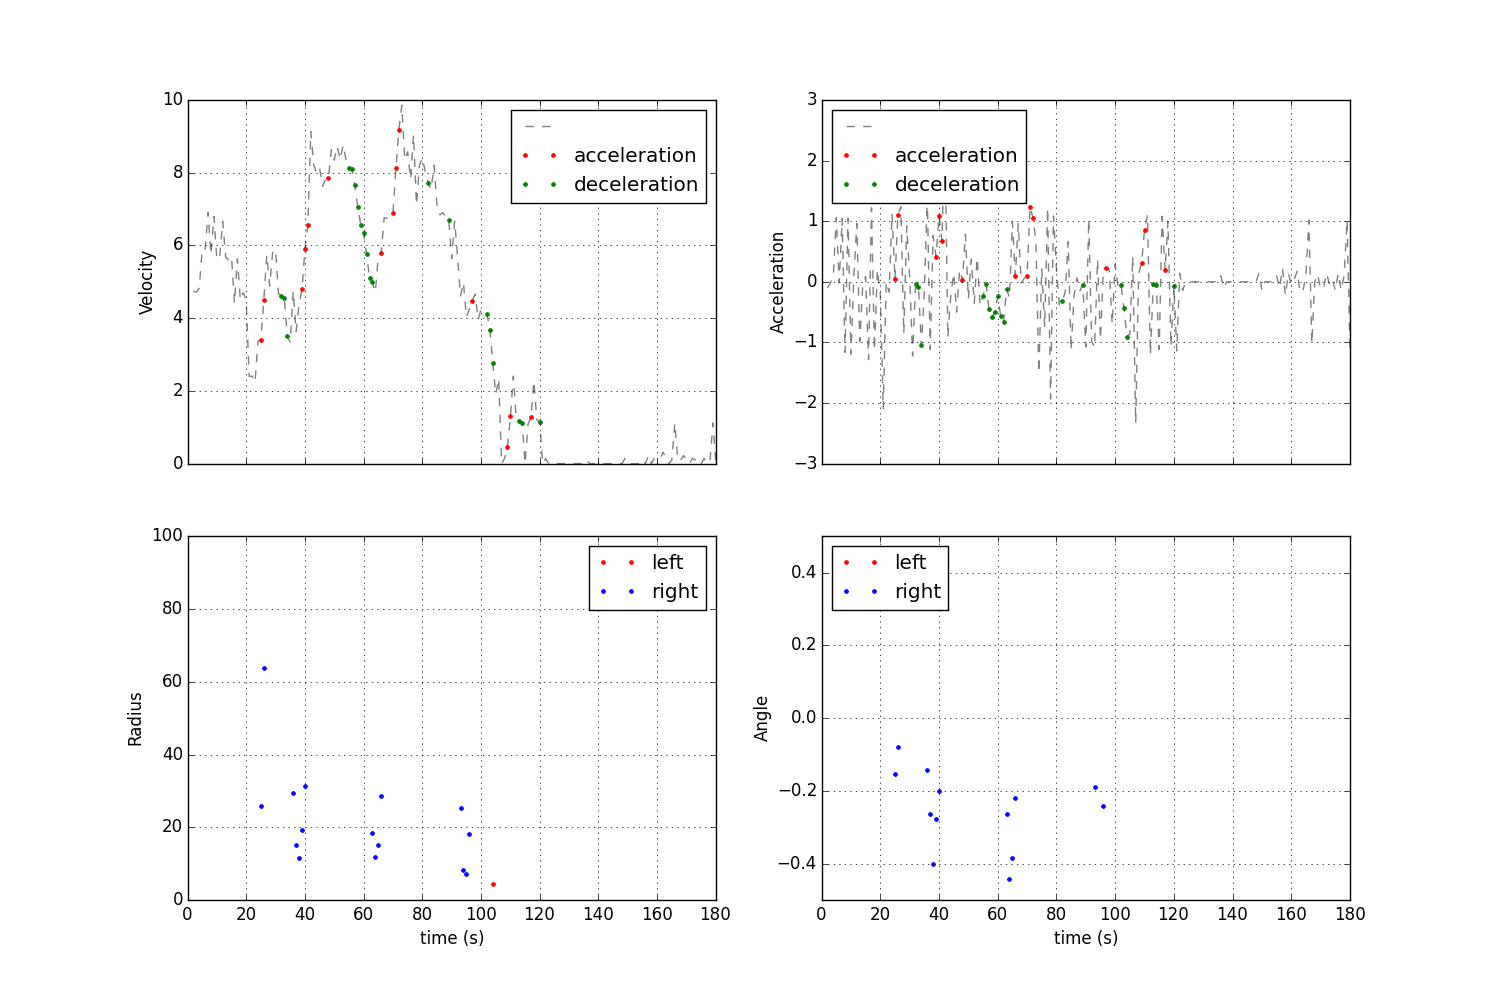 10
8
6
4
2
0
Velocity
acceleration
deceleration
3
2
1
0
−1
−2
−3
Acceleration
acceleration
deceleration
100
80
60
40
20
0
Radius
left
right
0 20 40 60 80 100 120 140 160 180
time (s)
0.4
0.2
0.0
−0.2
−0.4
Angle
left
right
0 20 40 60 80 100 120 140 160 180
time (s)